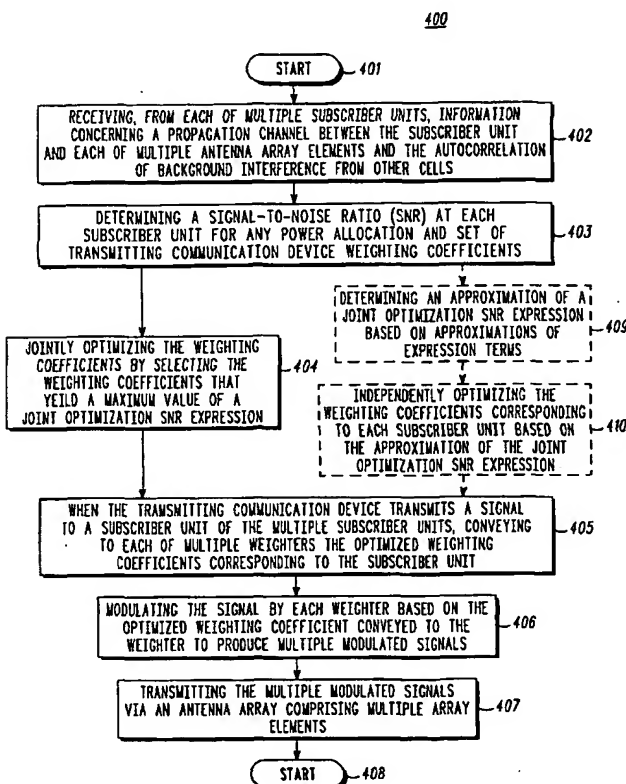 400
START
401
RECEIVING, FROM EACH OF MULTIPLE SUBSCRIBER UNITS, INFORMATION
CONCERNING A PROPAGATION CHANNEL BETWEEN THE SUBSCRIBER UNIT
AND EACH OF MULTIPLE ANTENNA ARRAY ELEMENTS AND THE AUTOCORRELATION
OF BACKGROUND INTERFERENCE FROM OTHER CELLS
402
DETERMINING A SIGNAL-TO-NOISE RATIO (SNR) AT EACH
SUBSCRIBER UNIT FOR ANY POWER ALLOCATION AND SET OF
TRANSMITTING COMMUNICATION DEVICE WEIGHTING COEFFICIENTS
403
JOINTLY OPTIMIZING THE WEIGHTING
COEFFICIENTS BY SELECTING THE
WEIGHTING COEFFICIENTS THAT
YEILD A MAXIMUM VALUE OF A
JOINT OPTIMIZATION SNR EXPRESSION
404
DETERMINING AN APPROXIMATION OF A
JOINT OPTIMIZATION SNR EXPRESSION
BASED ON APPROXIMATIONS OF
EXPRESSION TERMS
409
INDEPENDENTLY OPTIMIZING THE
WEIGHTING COEFFICIENTS CORRESPONDING
TO EACH SUBSCRIBER UNIT BASED ON
THE APPROXIMATION OF THE JOINT
OPTIMIZATION SNR EXPRESSION
410
WHEN THE TRANSMITTING COMMUNICATION DEVICE TRANSMITS A SIGNAL
TO A SUBSCRIBER UNIT OF THE MULTIPLE SUBSCRIBER UNITS, CONVEYING
TO EACH OF MULTIPLE WEIGHTERS THE OPTIMIZED WEIGHTING
COEFFICIENTS CORRESPONDING TO THE SUBSCRIBER UNIT
405
MODULATING THE SIGNAL BY EACH WEIGHTER BASED ON THE
OPTIMIZED WEIGHTING COEFFICIENT CONVEYED TO THE
WEIGHTER TO PRODUCE MULTIPLE MODULATED SIGNALS
406
TRANSMITTING THE MULTIPLE MODULATED SIGNALS
VIA AN ANTENNA ARRAY COMPRISING MULTIPLE ARRAY
ELEMENTS
407
START
408